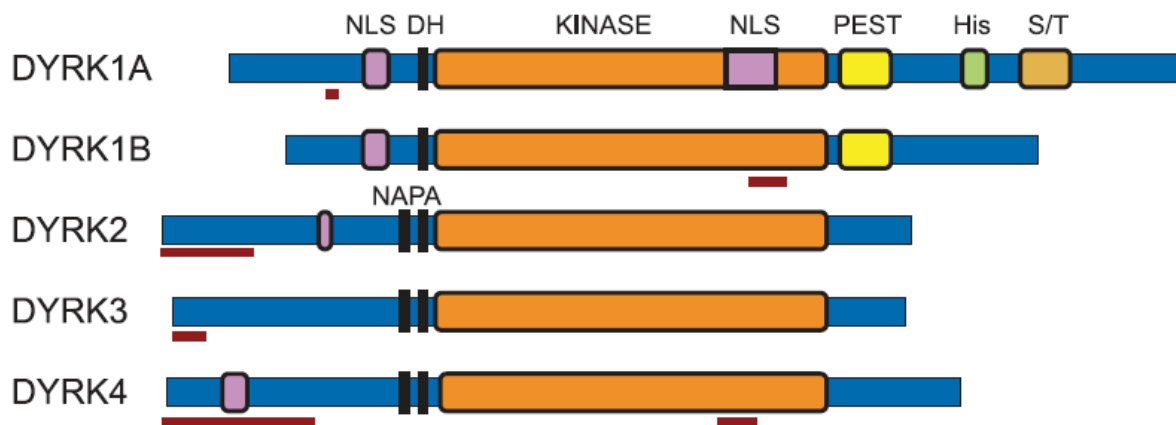 NLS DH KINASE NLS PEST His S/T
DYRK1A
DYRK1B
NAPA
DYRK2
DYRK3
DYRK4